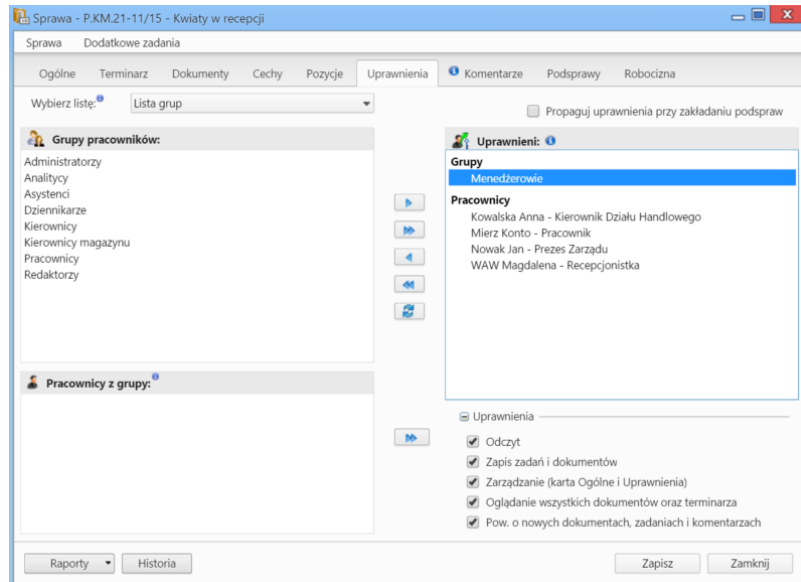 Sprawa - P.KM.21-11/15 - Kwiaty w recepcji
Sprawa Dodatkowe zadania
Ogólne Terminarz Dokumenty Cechy Pozycje Uprawnienia Komentarze Podsprawy Robocizna
Wybierz listę: Lista grup
Propaguj uprawnienia przy zakładaniu podspraw
Grupy pracowników:
Administratorzy
Analitycy
Asystenci
Dziennikarze
Kierownicy
Kierownicy magazynu
Pracownicy
Redaktorzy
Pracownicy z grupy:
Uprawnieni:
Grupy
Menedżerowie
Pracownicy
Kowalska Anna - Kierownik Działu Handlowego
Mierz Konto - Pracownik
Nowak Jan - Prezes Zarządu
WAW Magdalena - Recepcjonistka
Uprawnienia
Odczyt
Zapis zadań i dokumentów
Zarządzanie (karta Ogólne i Uprawnienia)
Oglądanie wszystkich dokumentów oraz terminarza
Pow. o nowych dokumentach, zadaniach i komentarzach
Raporty Historia Zapisz Zamknij